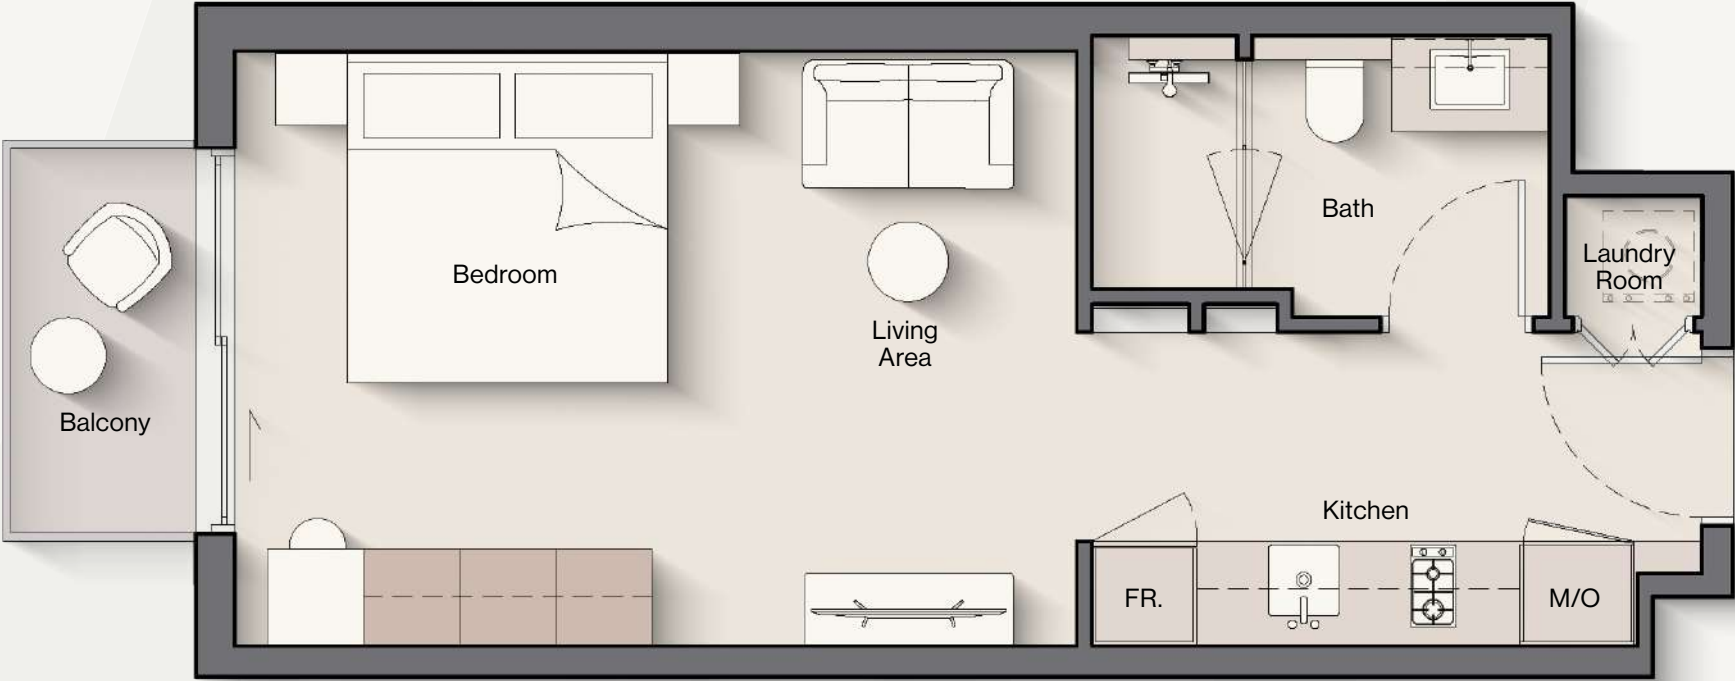 Bath
Laundry
Room
Bedroom
Living
Area
Balcony
Kitchen
FR.
M/O